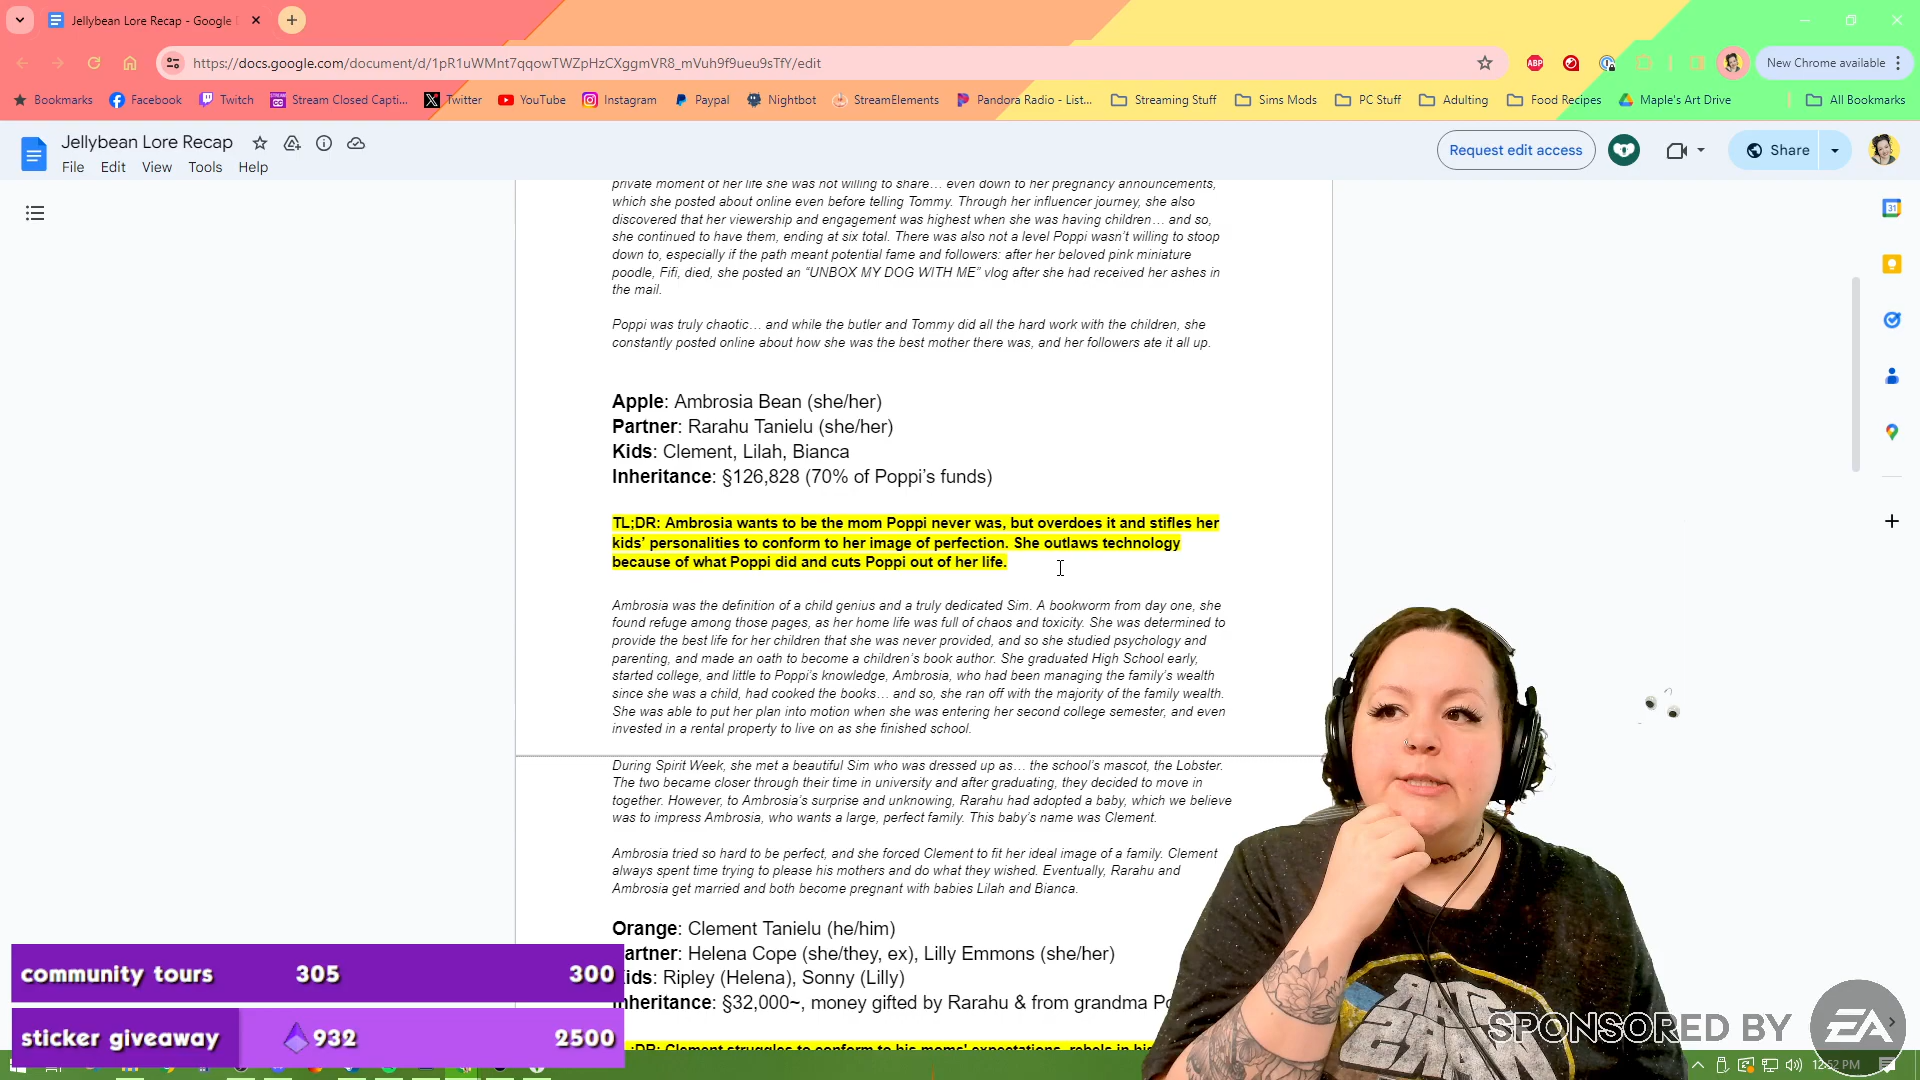 Jellybean Lore Recap - Google
https://docs.google.com/document/d/1pR1uWMnt7qqowTWZpHzCXggmVR8_mVuh9f9ueu9sTfY/edit
ABP
New Chrome available
Bookmarks
Facebook
Twitch
Stream Closed Capti...
Twitter
YouTube
Instagram
Paypal
Nightbot
StreamElements
Pandora Radio - List...
Streaming Stuff
Sims Mods
PC Stuff
Adulting
Food Recipes
Maple's Art Drive
All Bookmarks
Jellybean Lore Recap
File Edit View Tools Help
Request edit access
Share
31
private moment of her life she was not willing to share… even down to her pregnancy announcements,
which she posted about online even before telling Tommy. Through her influencer journey, she also
discovered that her viewership and engagement was highest when she was having children… and so,
she continued to have them, ending at six total. There was also not a level Poppi wasn't willing to stoop
down to, especially if the path meant potential fame and followers: after her beloved pink miniature
poodle, Fifi, died, she posted an “UNBOX MY DOG WITH ME” vlog after she had received her ashes in
the mail.
Poppi was truly chaotic… and while the butler and Tommy did all the hard work with the children, she
constantly posted online about how she was the best mother there was, and her followers ate it all up.
Apple: Ambrosia Bean (she/her)
Partner: Rarahu Tanielu (she/her)
Kids: Clement, Lilah, Bianca
Inheritance: §126,828 (70% of Poppi's funds)
TL;DR: Ambrosia wants to be the mom Poppi never was, but overdoes it and stifles her
kids' personalities to conform to her image of perfection. She outlaws technology
because of what Poppi did and cuts Poppi out of her life.
Ambrosia was the definition of a child genius and a truly dedicated Sim. A bookworm from day one, she
found refuge among those pages, as her home life was full of chaos and toxicity. She was determined to
provide the best life for her children that she was never provided, and so she studied psychology and
parenting, and made an oath to become a children's book author. She graduated High School early,
started college, and little to Poppi's knowledge, Ambrosia, who had been managing the family's wealth
since she was a child, had cooked the books… and so, she ran off with the majority of the family wealth.
She was able to put her plan into motion when she was entering her second college semester, and even
invested in a rental property to live on as she finished school.
During Spirit Week, she met a beautiful Sim who was dressed up as… the school's mascot, the Lobster.
The two became closer through their time in university and after graduating, they decided to move in
together. However, to Ambrosia's surprise and unknowing, Rarahu had adopted a baby, which we believe
was to impress Ambrosia, who wants a large, perfect family. This baby's name was Clement.
Ambrosia tried so hard to be perfect, and she forced Clement to fit her ideal image of a family. Clement
always spent time trying to please his mothers and do what they wished. Eventually, Rarahu and
Ambrosia get married and both become pregnant with babies Lilah and Bianca.
Orange: Clement Tanielu (he/him)
artner: Helena Cope (she/they, ex), Lilly Emmons (she/her)
ids: Ripley (Helena), Sonny (Lilly)
nheritance: §32,000~, money gifted by Rarahu & from grandma Po
;DR: Clement struggles to conform to his moms' expectations, rebels in his
community tours 305 300
sticker giveaway 932 2500
SPONSORED BY EA
12:52 PM